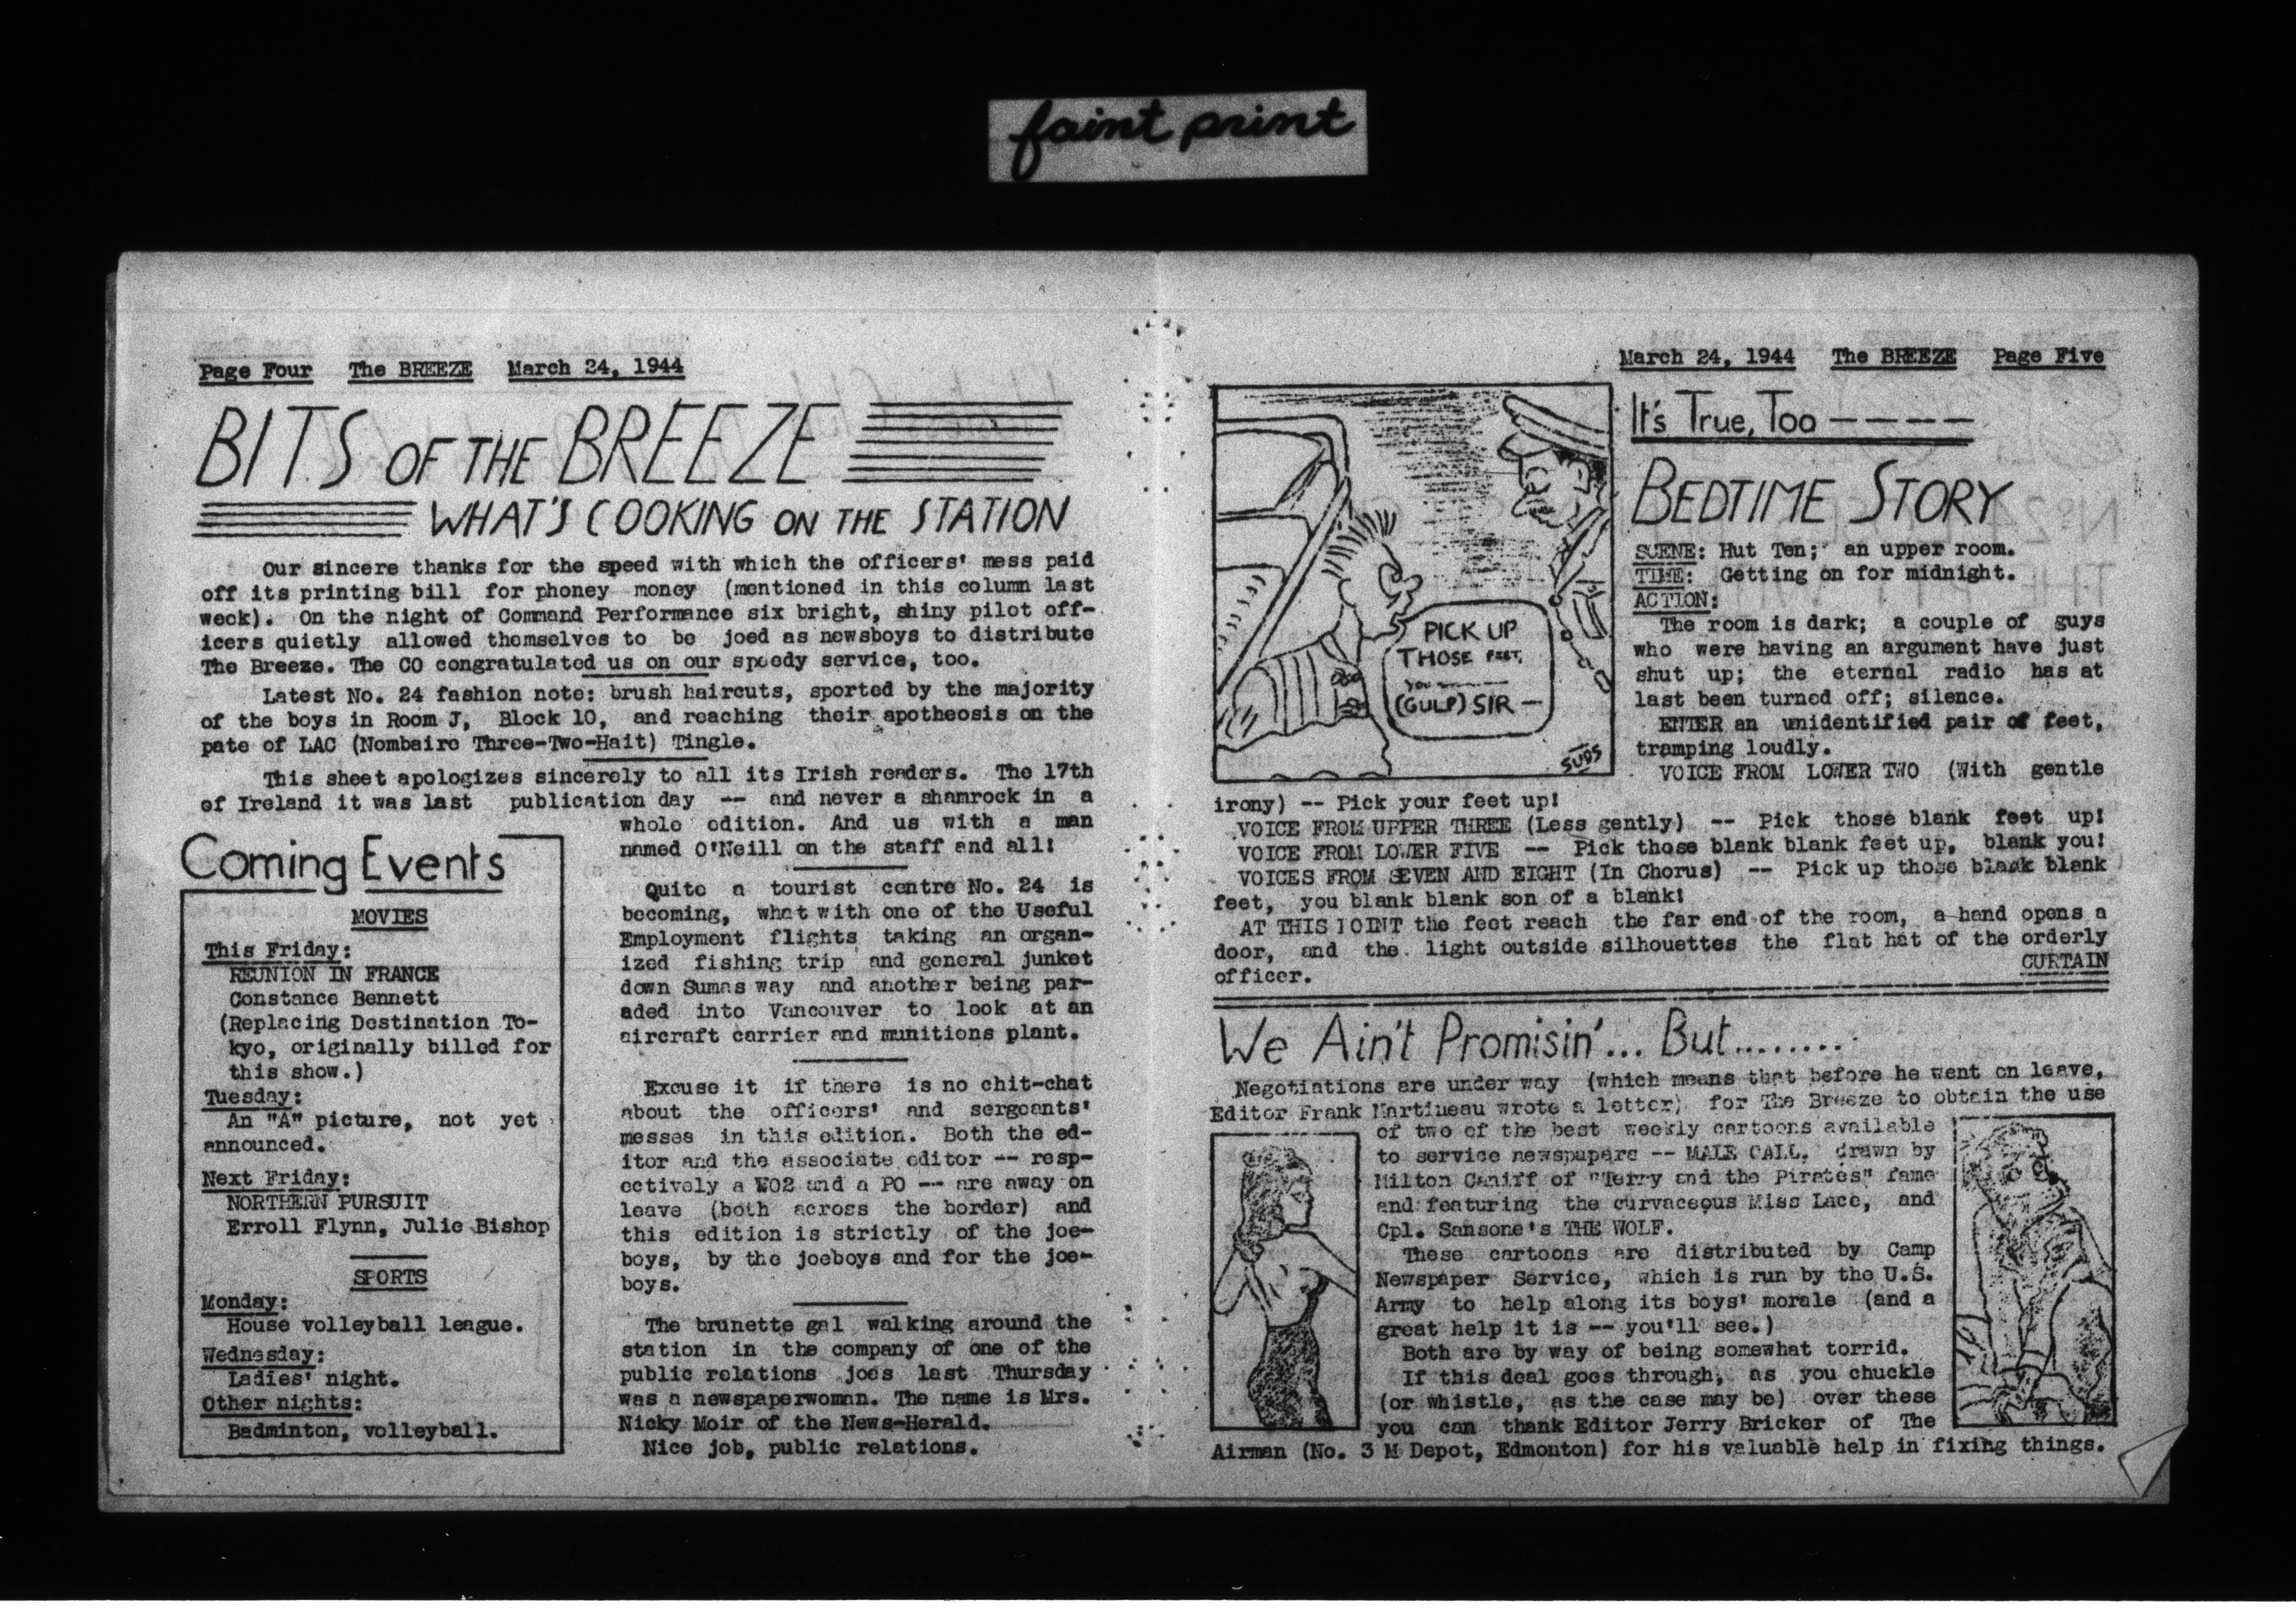 faint print
Page Four The BREEZE March 24, 1944
BITS OF THE BREEZE
WHAT'S COOKING ON THE STATION
Our sincere thanks for the speed with which the officers' mess paid
off its printing bill for phoney money (mentioned in this column last
week). On the night of Command Performance six bright, shiny pilot off-
icers quietly allowed themselves to be joed as newsboys to distribute
The Breeze. The CO congratulated us on our speedy service, too.
Latest No. 24 fashion note: brush haircuts, sported by the majority
of the boys in Room J, Block 10, and reaching their apotheosis on the
pate of LAC (Nombaire Three-Two-Hait) Tingle.
This sheet apologizes sincerely to all its Irish readers. The 17th
of Ireland it was last publication day -- and never a shamrock in a
whole edition. And us with a man
named O'Neill on the staff and all!
Quite a tourist centre No. 24 is
becoming, what with one of the Useful
Employment flights taking an organ-
ized fishing trip and general junket
down Sumas way and another being par-
aded into Vancouver to look at an
aircraft carrier and munitions plant.
Excuse it if there is no chit-chat
about the officers' and sergeants'
messes in this edition. Both the ed-
itor and the associate editor -- resp-
ectively a WO2 and a PO -- are away on
leave (both across the border) and
this edition is strictly of the joe-
boys, by the joeboys and for the joe-
boys.
The brunette gal walking around the
station in the company of one of the
public relations joes last Thursday
was a newspaperwoman. The name is Mrs.
Nicky Moir of the News-Herald.
Nice job, public relations.
Coming Events
MOVIES
This Friday:
REUNION IN FRANCE
Constance Bennett
(Replacing Destination To-
kyo, originally billed for
this show.)
Tuesday:
An "A" picture, not yet
announced.
Next Friday:
NORTHERN PURSUIT
Erroll Flynn, Julie Bishop
SPORTS
Monday:
House volleyball league.
Wednesday:
Ladies' night.
Other nights:
Badminton, volleyball.
March 24, 1944 The BREEZE Page Five
PICK UP
THOSE FEET,
YOU ------
(GULP) SIR —
SUDS
It's True, Too -----
BEDTIME STORY
SCENE: Hut Ten; an upper room.
TIME: Getting on for midnight.
ACTION:
The room is dark; a couple of guys
who were having an argument have just
shut up; the eternal radio has at
last been turned off; silence.
ENTER an unidentified pair of feet,
tramping loudly.
VOICE FROM LOWER TWO (With gentle
irony) -- Pick your feet up!
VOICE FROM UPPER THREE (Less gently) -- Pick those blank feet up!
VOICE FROM LOWER FIVE -- Pick those blank blank feet up, blank you!
VOICES FROM SEVEN AND EIGHT (In Chorus) -- Pick up those blank blank
feet, you blank blank son of a blank!
AT THIS JOINT the feet reach the far end of the room, a hand opens a
door, and the light outside silhouettes the flat hat of the orderly
officer. CURTAIN
We Ain't Promisin'... But........
Negotiations are under way (which means that before he went on leave,
Editor Frank Martineau wrote a letter) for The Breeze to obtain the use
of two of the best weekly cartoons available
to service newspapers -- MALE CALL, drawn by
Milton Caniff of "Terry and the Pirates" fame
and featuring the curvaceous Miss Lace, and
Cpl. Sansone's THE WOLF.
These cartoons are distributed by Camp
Newspaper Service, which is run by the U.S.
Army to help along its boys' morale (and a
great help it is -- you'll see.)
Both are by way of being somewhat torrid.
If this deal goes through, as you chuckle
(or whistle, as the case may be) over these
you can thank Editor Jerry Bricker of The
Airman (No. 3 M Depot, Edmonton) for his valuable help in fixing things.